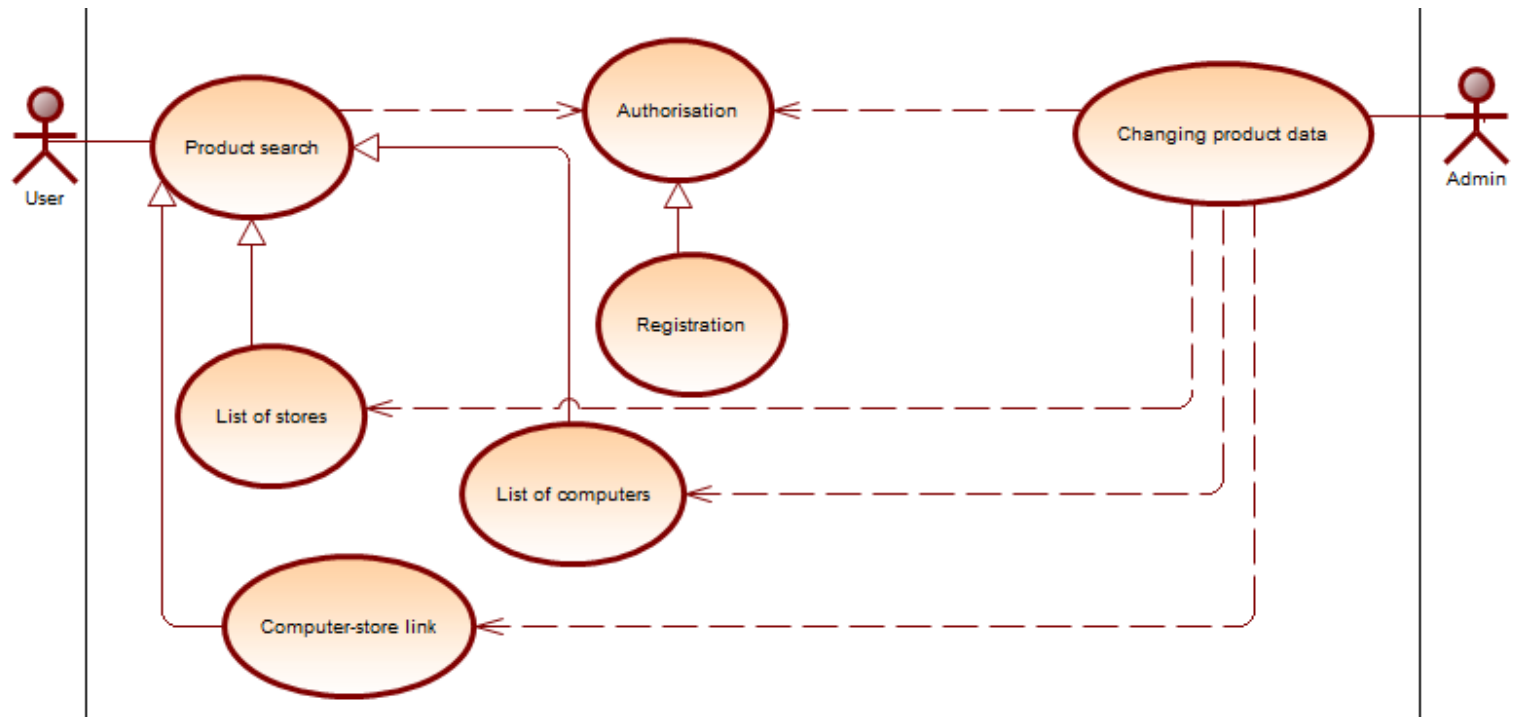 Authorisation
Changing product data
Product search
User
Admin
Registration
List of stores
List of computers
Computer-store link